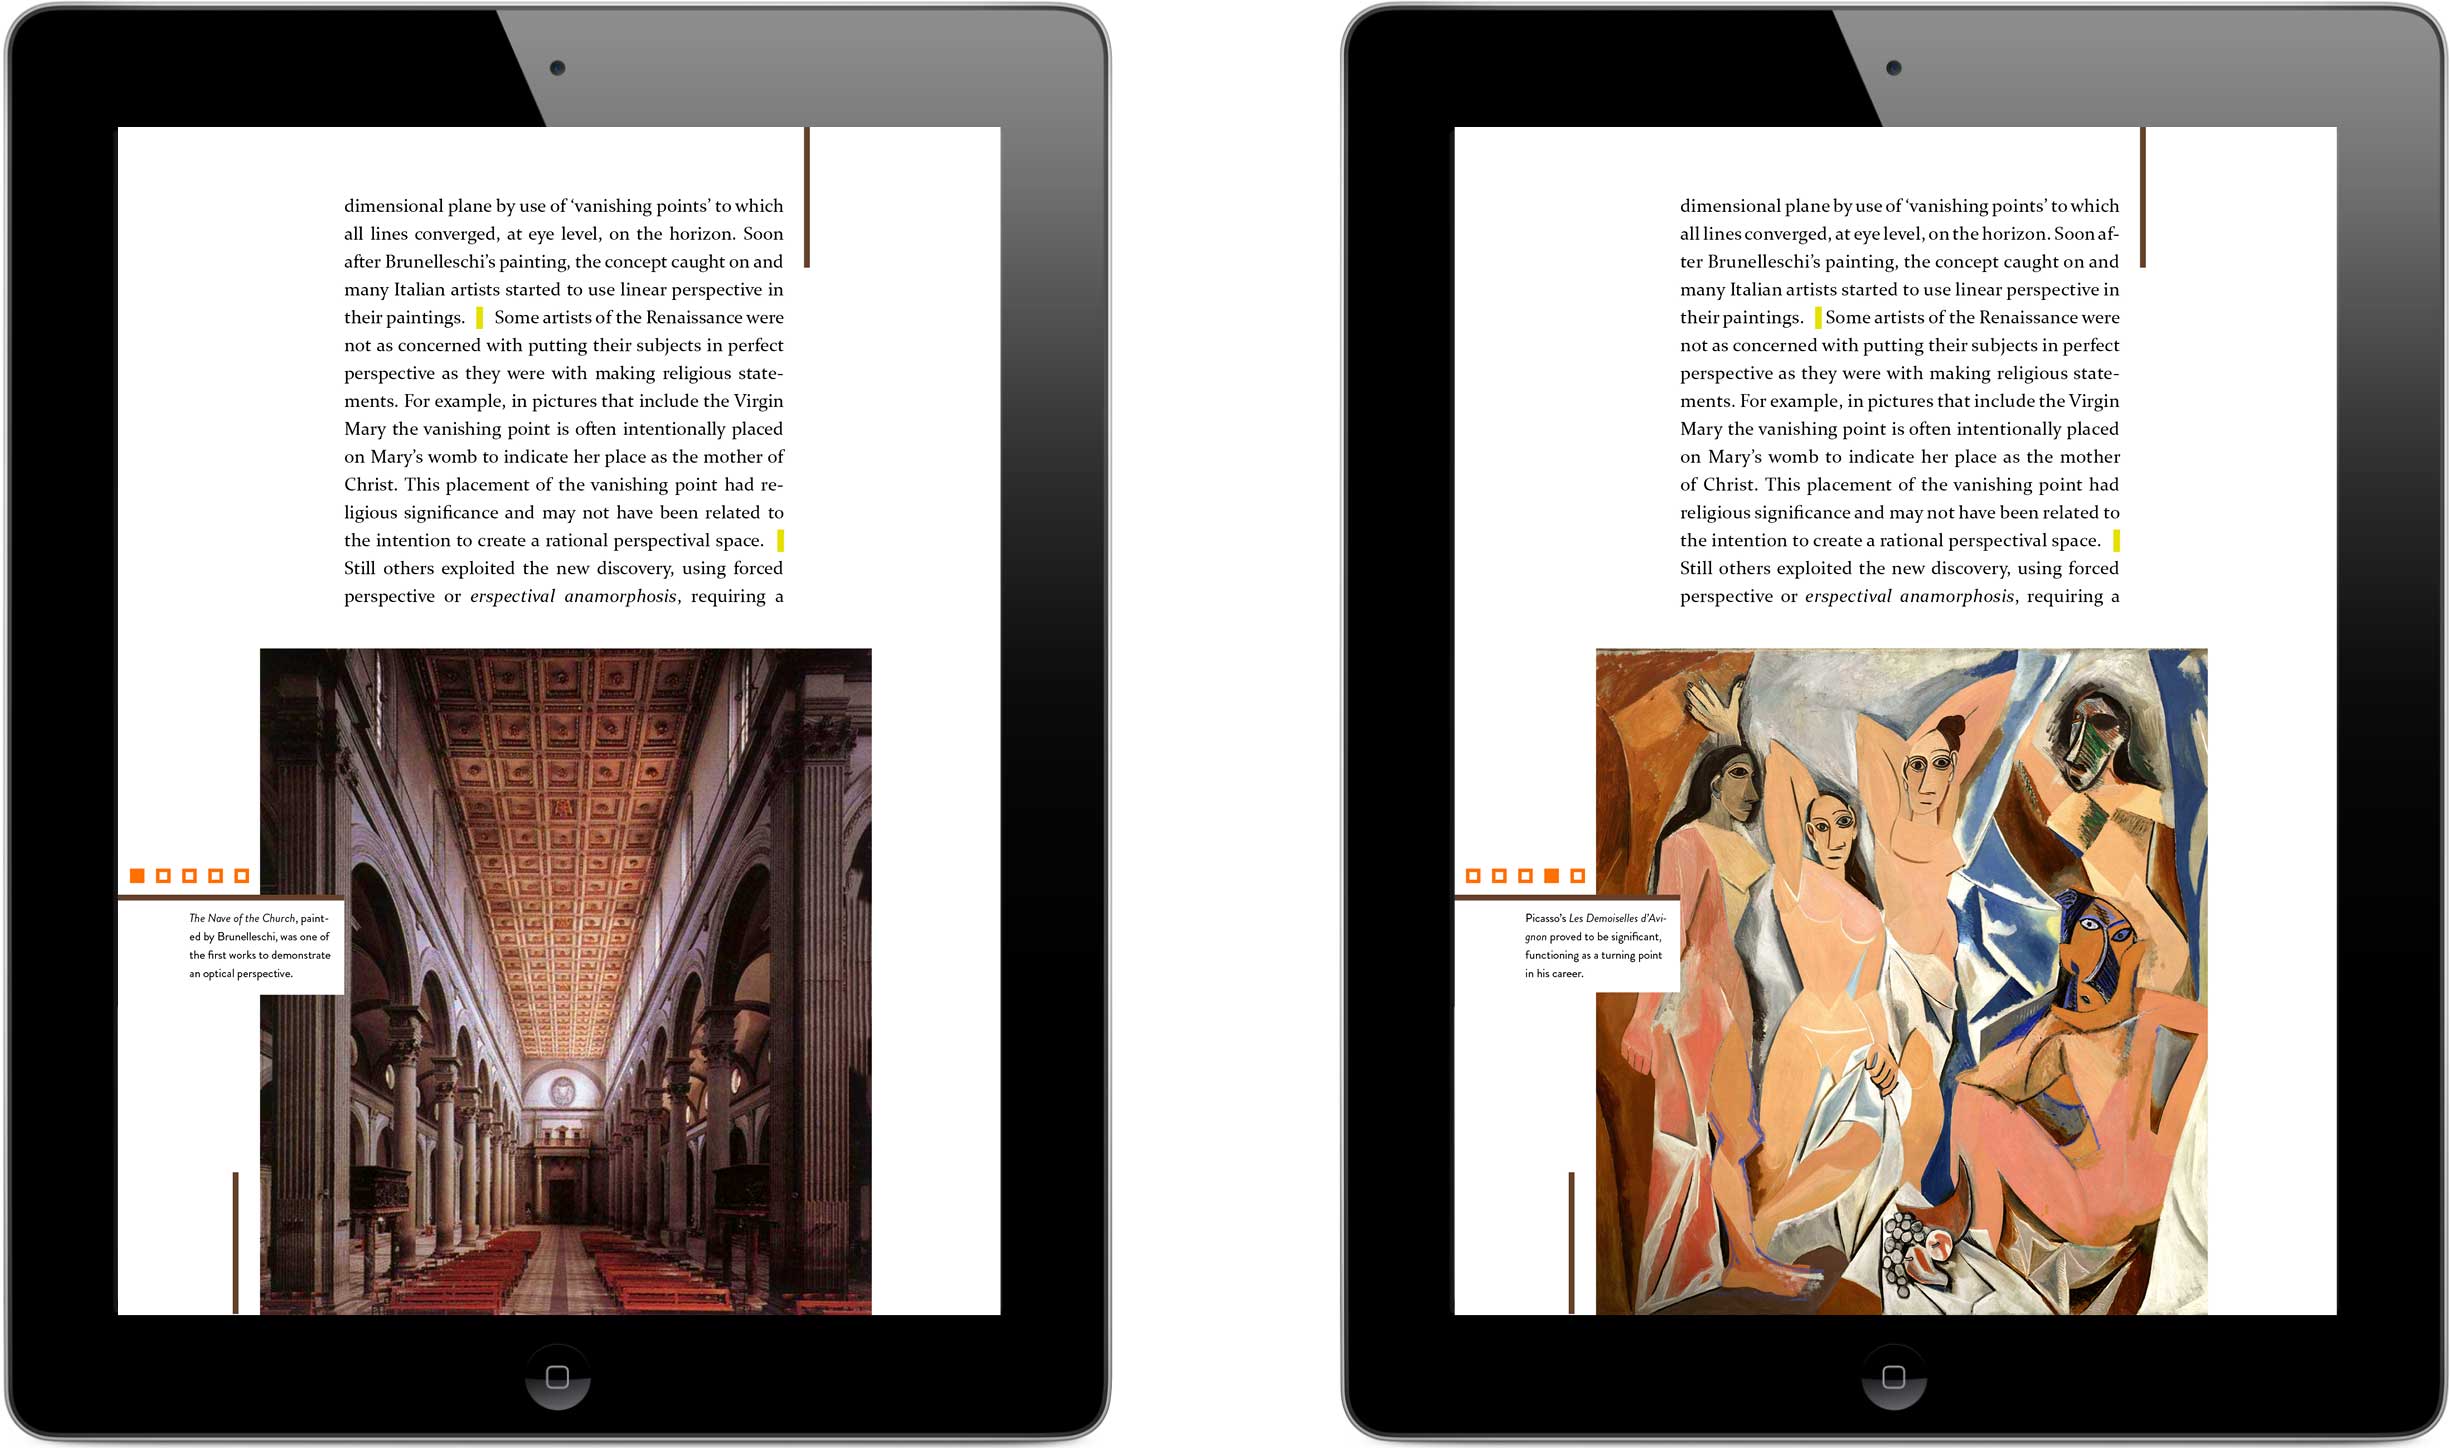 dimensional plane by use of ‘vanishing points’ to which
all lines converged, at eye level, on the horizon. Soon
after Brunelleschi’s painting, the concept caught on and
many Italian artists started to use linear perspective in
their paintings. Some artists of the Renaissance were
not as concerned with putting their subjects in perfect
perspective as they were with making religious state-
ments. For example, in pictures that include the Virgin
Mary the vanishing point is often intentionally placed
on Mary’s womb to indicate her place as the mother of
Christ. This placement of the vanishing point had re-
ligious significance and may not have been related to
the intention to create a rational perspectival space.
Still others exploited the new discovery, using forced
perspective or erspectival anamorphosis, requiring a
The Nave of the Church, paint-
ed by Brunelleschi, was one of
the first works to demonstrate
an optical perspective.
dimensional plane by use of ‘vanishing points’ to which
all lines converged, at eye level, on the horizon. Soon af-
ter Brunelleschi’s painting, the concept caught on and
many Italian artists started to use linear perspective in
their paintings. Some artists of the Renaissance were
not as concerned with putting their subjects in perfect
perspective as they were with making religious state-
ments. For example, in pictures that include the Virgin
Mary the vanishing point is often intentionally placed
on Mary’s womb to indicate her place as the mother
of Christ. This placement of the vanishing point had
religious significance and may not have been related to
the intention to create a rational perspectival space.
Still others exploited the new discovery, using forced
perspective or erspectival anamorphosis, requiring a
Picasso’s Les Demoiselles d’Avi-
gnon proved to be significant,
functioning as a turning point
in his career.